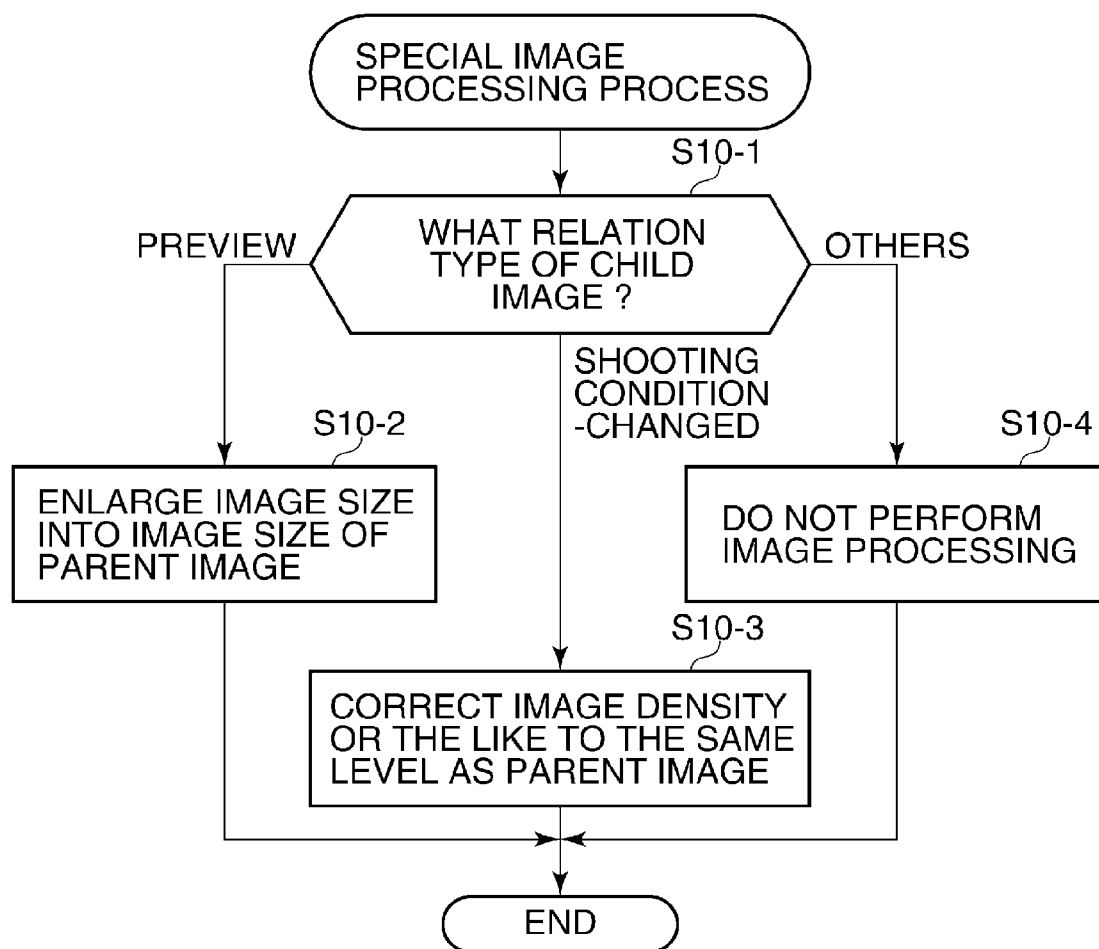 SPECIAL IMAGE
PROCESSING PROCESS
S10-1
WHAT RELATION
TYPE OF CHILD
IMAGE ?
PREVIEW
OTHERS
SHOOTING
CONDITION
-CHANGED
S10-2
ENLARGE IMAGE SIZE
INTO IMAGE SIZE OF
PARENT IMAGE
S10-4
DO NOT PERFORM
IMAGE PROCESSING
S10-3
CORRECT IMAGE DENSITY
OR THE LIKE TO THE SAME
LEVEL AS PARENT IMAGE
END